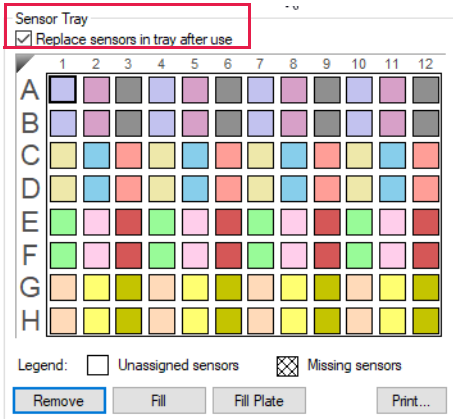 Sensor Tray
Replace sensors in tray after use
1 2 3 4 5 6 7 8 9 10 11 12
A
B
C
D
E
F
G
H
Legend: Unassigned sensors Missing sensors
Remove Fill Fill Plate Print...